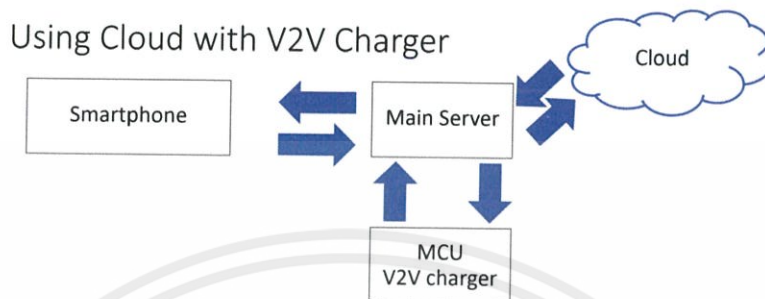 Using Cloud with V2V Charger
Cloud
Smartphone
Main Server
MCU
V2V charger